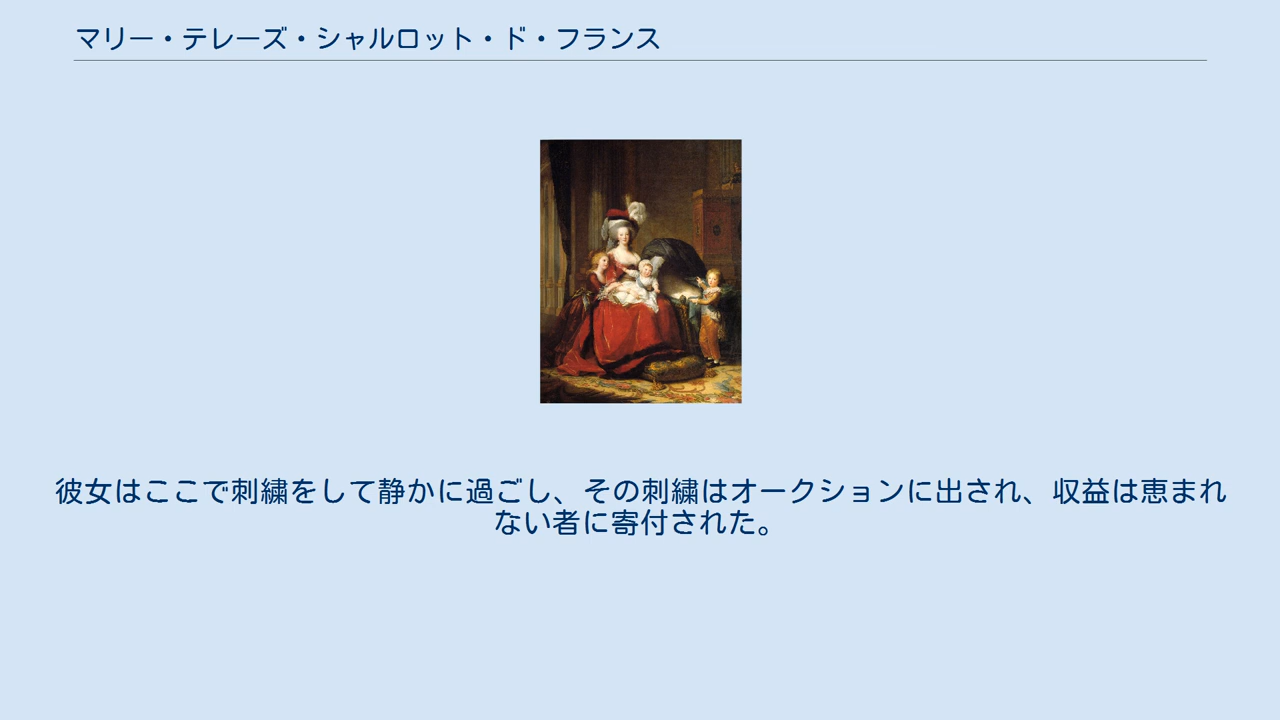 マリー・テレーズ・シャルロット・ド・フランス
彼女はここで刺繍をして静かに過ごし、その刺繍はオークションに出され、収益は恵まれ
ない者に寄付された。